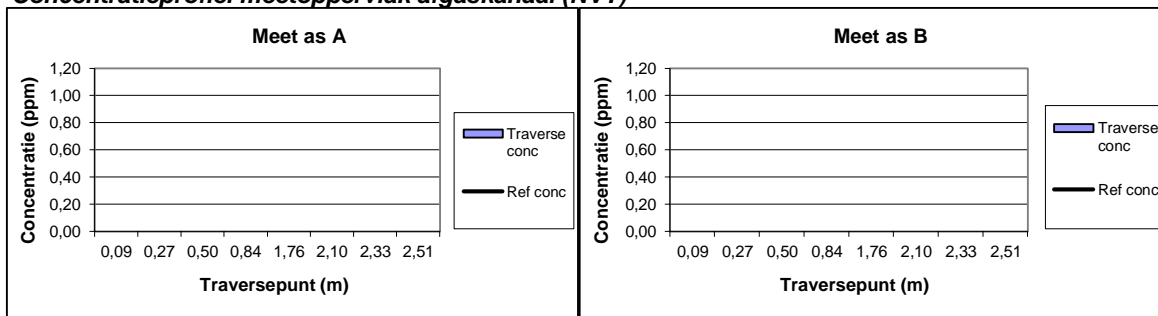 Concentratieprofiel meetoppervlak afgaskanaal (NVT)
Meet as A
Concentratie (ppm)
1,20
1,00
0,80
0,60
0,40
0,20
0,00
0,09 0,27 0,50 0,84 1,76 2,10 2,33 2,51
Traversepunt (m)
Traverse
conc
Ref conc
Meet as B
Concentratie (ppm)
1,20
1,00
0,80
0,60
0,40
0,20
0,00
0,09 0,27 0,50 0,84 1,76 2,10 2,33 2,51
Traversepunt (m)
Traverse
conc
Ref conc